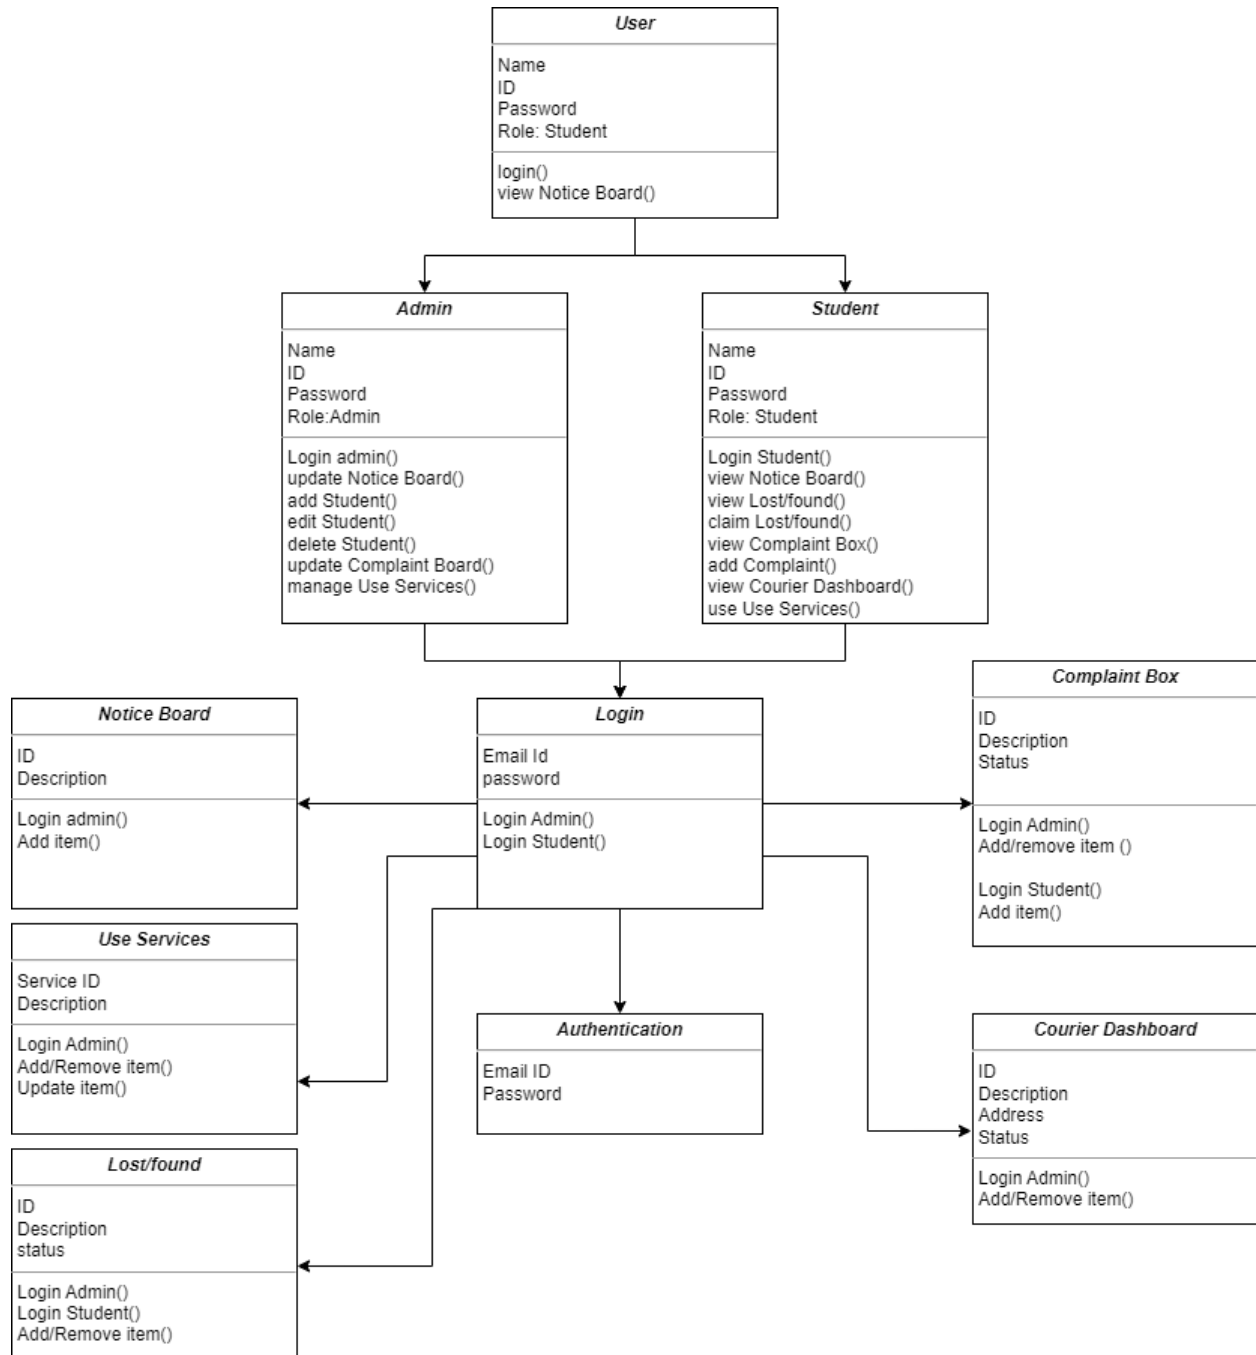 User
Name
ID
Password
Role: Student
login()
view Notice Board()
Admin
Name
ID
Password
Role:Admin
Login admin()
update Notice Board()
add Student()
edit Student()
delete Student()
update Complaint Board()
manage Use Services()
Student
Name
ID
Password
Role: Student
Login Student()
view Notice Board()
view Lost/found()
claim Lost/found()
view Complaint Box()
add Complaint()
view Courier Dashboard()
use Use Services()
Notice Board
ID
Description
Login admin()
Add item()
Login
Email Id
password
Login Admin()
Login Student()
Complaint Box
ID
Description
Status
Login Admin()
Add/remove item ()
Login Student()
Add item()
Use Services
Service ID
Description
Login Admin()
Add/Remove item()
Update item()
Authentication
Email ID
Password
Courier Dashboard
ID
Description
Address
Status
Login Admin()
Add/Remove item()
Lost/found
ID
Description
status
Login Admin()
Login Student()
Add/Remove item()